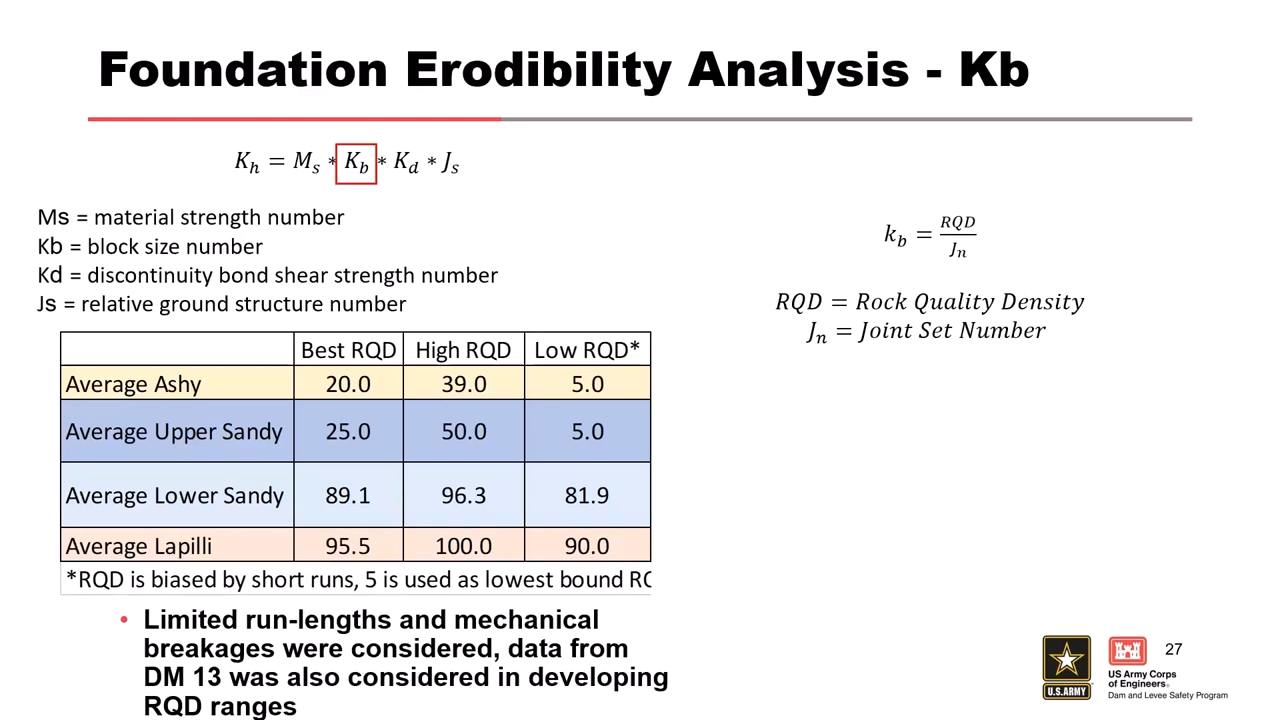 Foundation Erodibility Analysis - Kb
K_h = M_s * K_b * K_d * J_s
Ms = material strength number
Kb = block size number
Kd = discontinuity bond shear strength number
Js = relative ground structure number
k_b = RQD / J_n
RQD = Rock Quality Density
J_n = Joint Set Number
Best RQD High RQD Low RQD*
Average Ashy 20.0 39.0 5.0
Average Upper Sandy 25.0 50.0 5.0
Average Lower Sandy 89.1 96.3 81.9
Average Lapilli 95.5 100.0 90.0
*RQD is biased by short runs, 5 is used as lowest bound
• Limited run-lengths and mechanical
breakages were considered, data from
DM 13 was also considered in developing
RQD ranges
U.S.ARMY
US Army Corps
of Engineers®
Dam and Levee Safety Program
27